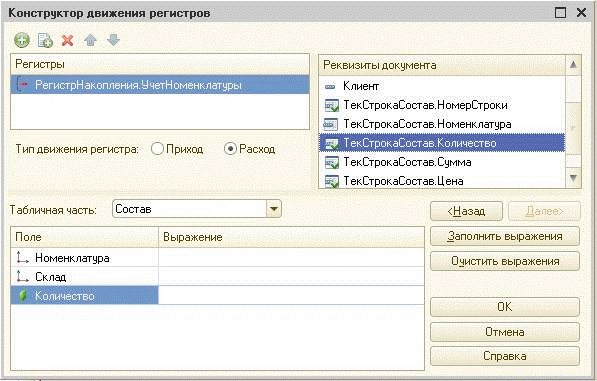 Конструктор движения регистров
Регистры
РегистрНакопления.УчетНоменклатуры
Тип движения регистра:
Приход
Расход
Реквизиты документа
Клиент
ТекСтрокаСостав.НомерСтроки
ТекСтрокаСостав.Номенклатура
ТекСтрокаСостав.Количество
ТекСтрокаСостав.Сумма
ТекСтрокаСостав.Цена
Табличная часть:
Состав
<Назад
Далее>
Поле
Выражение
Номенклатура
Склад
Количество
Заполнить выражения
Очистить выражения
OK
Отмена
Справка